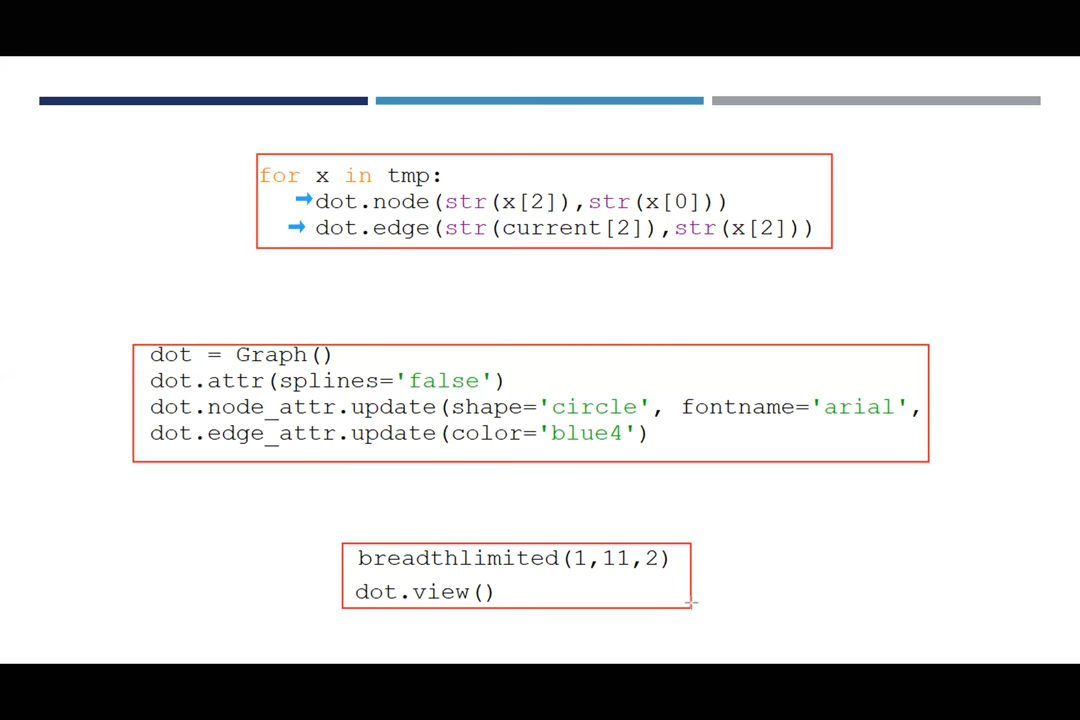 for x in tmp:
dot.node(str(x[2]),str(x[0]))
dot.edge(str(current[2]),str(x[2]))
dot = Graph()
dot.attr(splines='false')
dot.node_attr.update(shape='circle', fontname='arial',
dot.edge_attr.update(color='blue4')
breadthlimited(1,11,2)
dot.view()